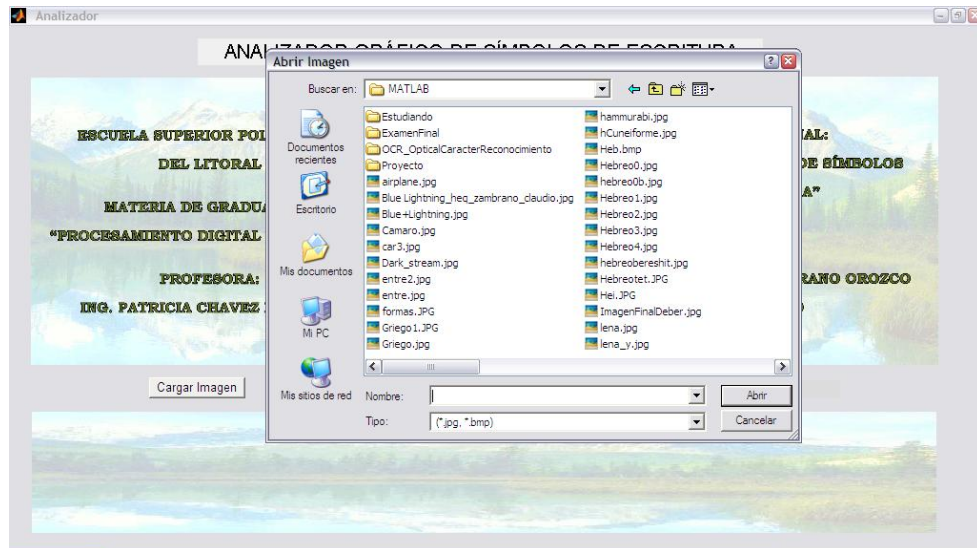 Analizador
Abrir Imagen
Buscar en: MATLAB
Documentos recientes
Escritorio
Mis documentos
Mi PC
Mis sitios de red
Estudiando
ExamenFinal
OCR_OpticalCaracterReconocimiento
Proyecto
airplane.jpg
Blue Lightning_heq_zambrano_claudio.jpg
Blue+Lightning.jpg
Camaro.jpg
car3.jpg
Dark_stream.jpg
entre2.jpg
entre.jpg
formas.JPG
Griego1.JPG
Griego.jpg
hammurabi.jpg
hCuneiforme.jpg
Heb.bmp
Hebreo0.jpg
hebreo0b.jpg
Hebreo1.jpg
Hebreo2.jpg
Hebreo3.jpg
Hebreo4.jpg
hebreobereshit.jpg
Hebreotet.JPG
Hei.JPG
ImagenFinalDeber.jpg
lena.jpg
lena_y.jpg
Nombre:
Abrir
Tipo: (*.jpg, *.bmp)
Cancelar
ANALIZADOR GRÁFICO DE SÍMBOLOS DE ESCRITURA
ESCUELA SUPERIOR
DEL LITORAL
MATERIA DE
"PROCESAMIENTO DIGITAL
PROFESORA:
ING. PATRICIA CHAVEZ
DE SÍMBOLOS
OROZCO
Cargar Imagen